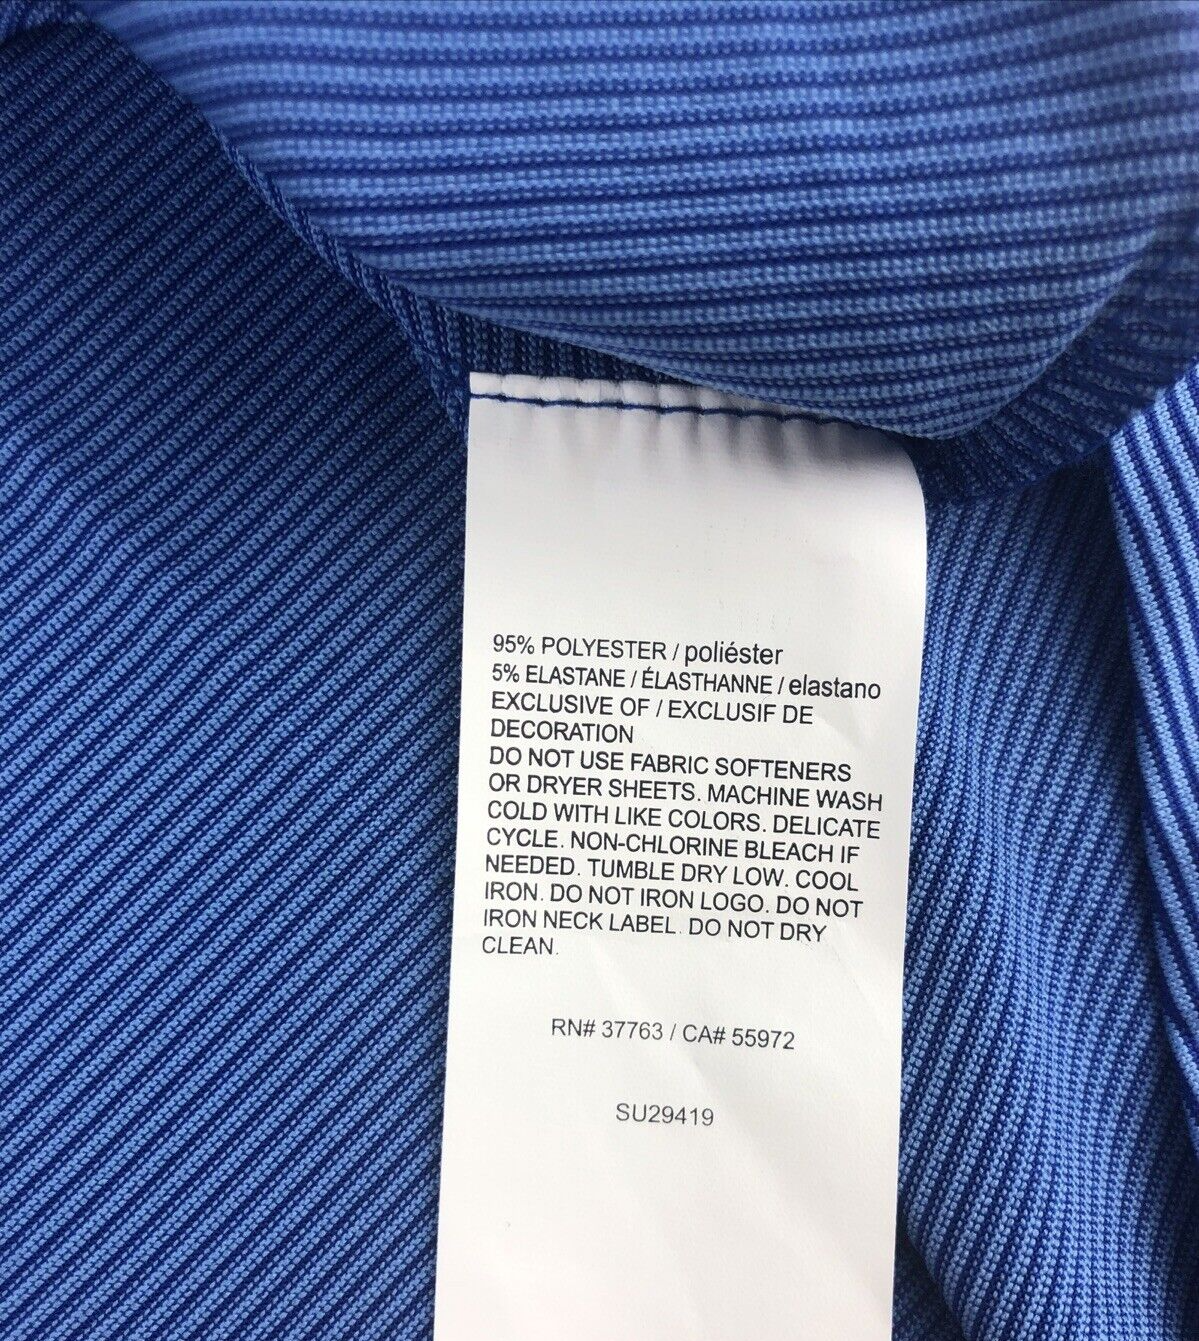 95% POLYESTER / poliéster
5% ELASTANE / ÉLASTHANNE / elastano
EXCLUSIVE OF / EXCLUSIF DE
DECORATION
DO NOT USE FABRIC SOFTENERS
OR DRYER SHEETS. MACHINE WASH
COLD WITH LIKE COLORS. DELICATE
CYCLE. NON-CHLORINE BLEACH IF
NEEDED. TUMBLE DRY LOW. COOL
IRON. DO NOT IRON LOGO. DO NOT
IRON NECK LABEL. DO NOT DRY
CLEAN.
RN# 37763 / CA# 55972
SU29419